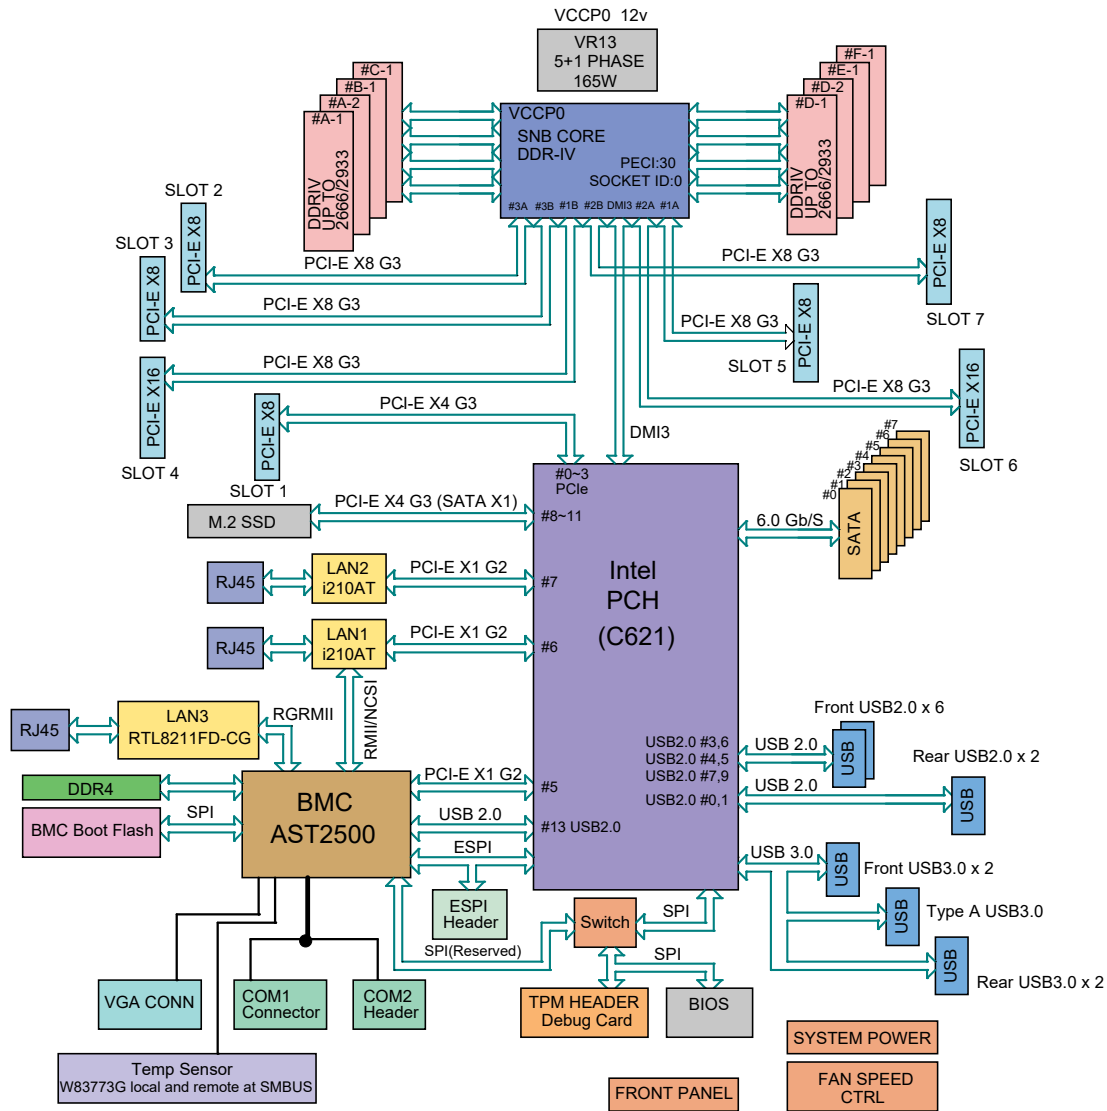 VCCP0 12v
VR13
5+1 PHASE
165W
#C-1
#B-1
#A-2
#A-1
DDRIV
UP TO
2666/2933
VCCP0
SNB CORE
DDR-IV
PECI:30
SOCKET ID:0
#3A #3B #1B #2B DMI3 #2A #1A
#F-1
#E-1
#D-2
#D-1
DDRIV
UP TO
2666/2933
SLOT 2
PCI-E X8
SLOT 3
PCI-E X8
PCI-E X8 G3
PCI-E X8 G3
PCI-E X8 G3
PCI-E X16
SLOT 4
PCI-E X8
SLOT 1
PCI-E X4 G3
PCI-E X8 G3
PCI-E X8
SLOT 7
PCI-E X8 G3
PCI-E X8
SLOT 5
PCI-E X8 G3
PCI-E X16
SLOT 6
DMI3
#0~3
PCIe
M.2 SSD
PCI-E X4 G3 (SATA X1)
#8~11
6.0 Gb/S
#7
#6
#5
#4
#3
#2
#1
#0
SATA
Intel
PCH
(C621)
RJ45
LAN2
i210AT
PCI-E X1 G2
#7
RJ45
LAN1
i210AT
PCI-E X1 G2
#6
RMII/NCSI
RJ45
LAN3
RTL8211FD-CG
RGRMII
DDR4
BMC Boot Flash
SPI
BMC
AST2500
PCI-E X1 G2
#5
USB 2.0
#13 USB2.0
ESPI
ESPI
Header
USB2.0 #3,6
USB2.0 #4,5
USB2.0 #7,9
USB2.0 #0,1
USB 2.0
Front USB2.0 x 6
USB
USB 2.0
Rear USB2.0 x 2
USB
USB 3.0
USB
Front USB3.0 x 2
USB
Type A USB3.0
USB
Rear USB3.0 x 2
Switch
SPI
SPI(Reserved)
SPI
TPM HEADER
Debug Card
BIOS
VGA CONN
COM1
Connector
COM2
Header
Temp Sensor
W83773G local and remote at SMBUS
SYSTEM POWER
FRONT PANEL
FAN SPEED
CTRL